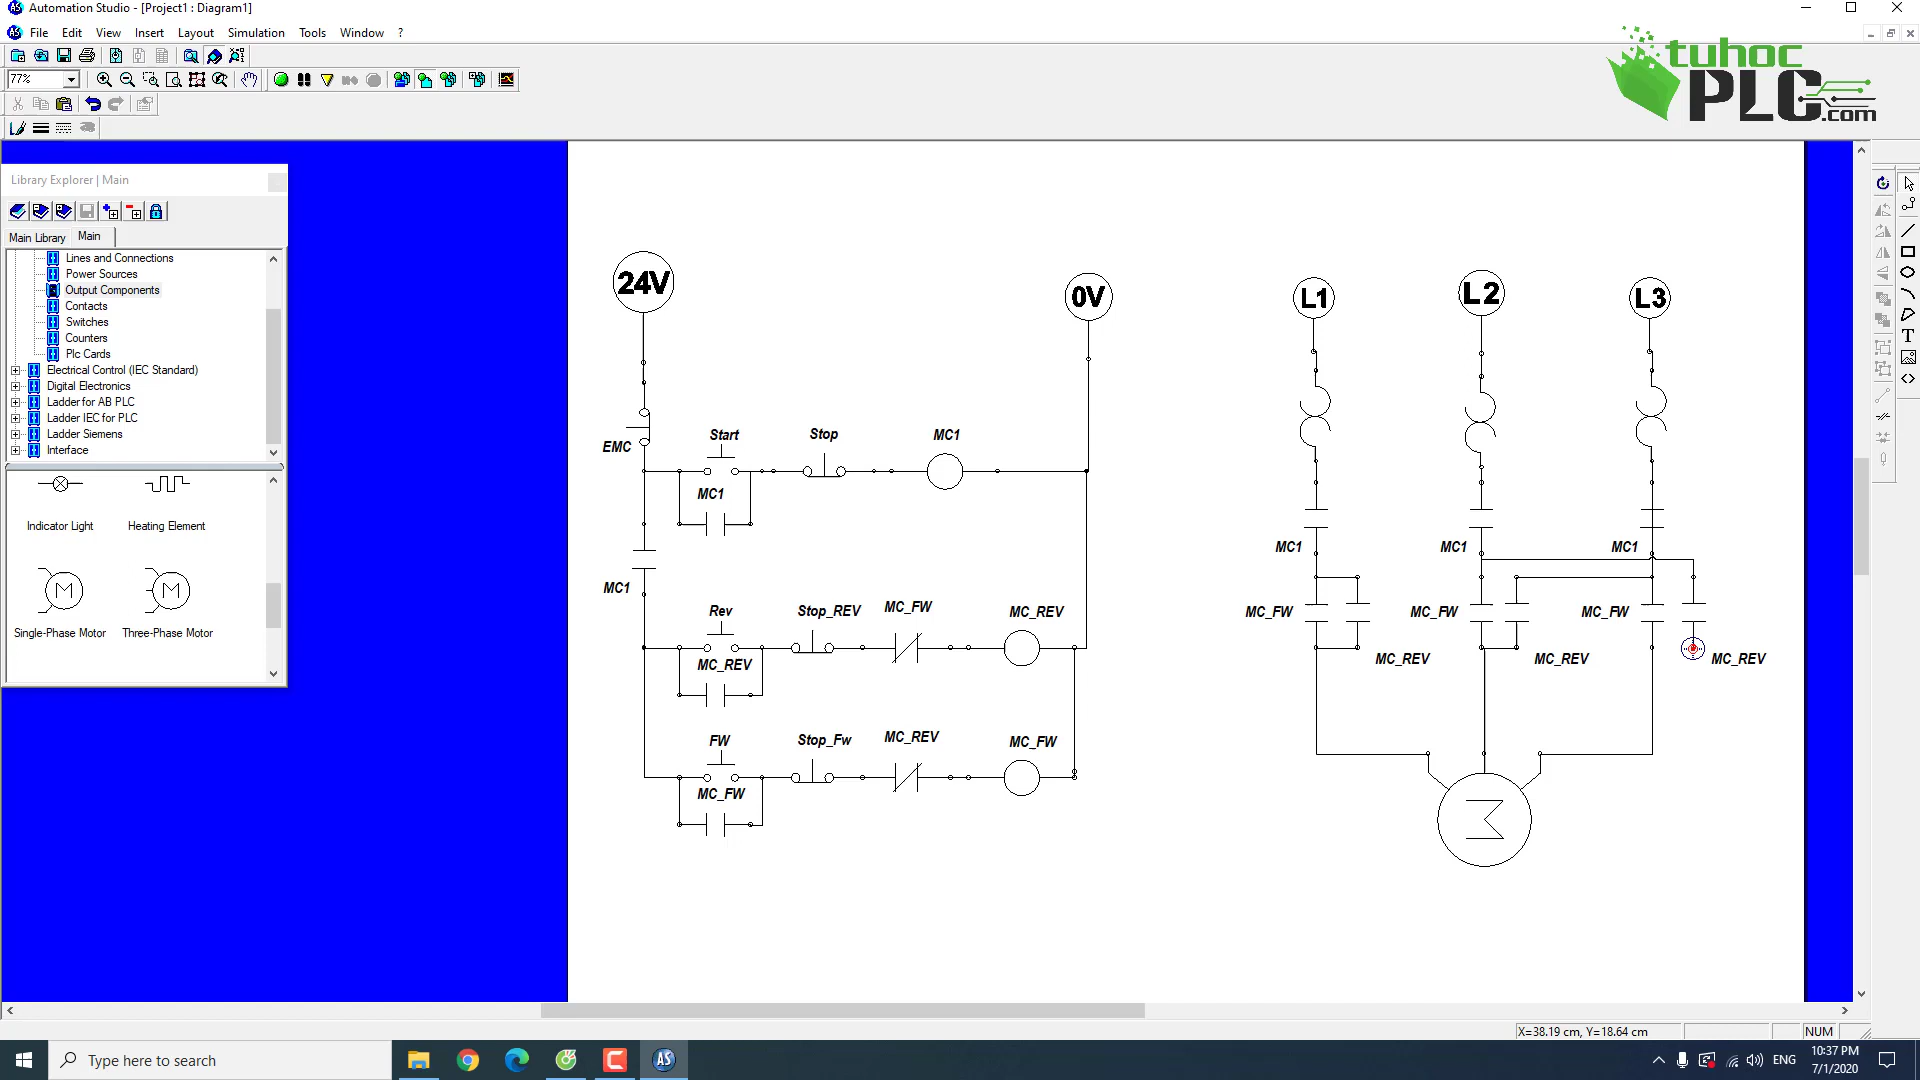 Automation Studio - [Project1 : Diagram1]
File Edit View Insert Layout Simulation Tools Window ?
tuhoc
PLC.com
77%
Library Explorer | Main
Main Library Main
Lines and Connections
Power Sources
Output Components
Contacts
Switches
Counters
Plc Cards
Electrical Control (IEC Standard)
Digital Electronics
Ladder for AB PLC
Ladder IEC for PLC
Ladder Siemens
Interface
Indicator Light Heating Element
M M
Single-Phase Motor Three-Phase Motor
24V 0V L1 L2 L3
EMC Start Stop MC1
MC1
MC1 MC1 MC1
MC1
Rev Stop_REV MC_FW MC_REV
MC_FW MC_FW MC_FW
MC_REV
MC_REV MC_REV MC_REV
FW Stop_Fw MC_REV MC_FW
MC_FW
M
X=38.19 cm, Y=18.64 cm NUM
Type here to search
ENG
10:37 PM
7/1/2020